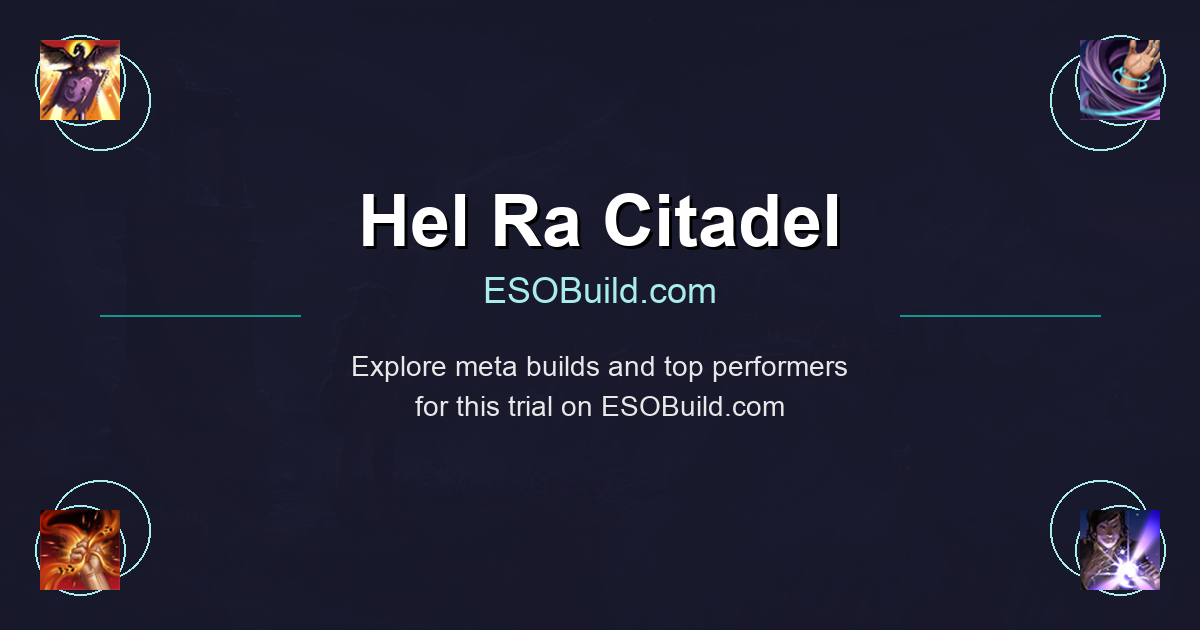 Hel Ra Citadel
ESOBuild.com
Explore meta builds and top performers
for this trial on ESOBuild.com